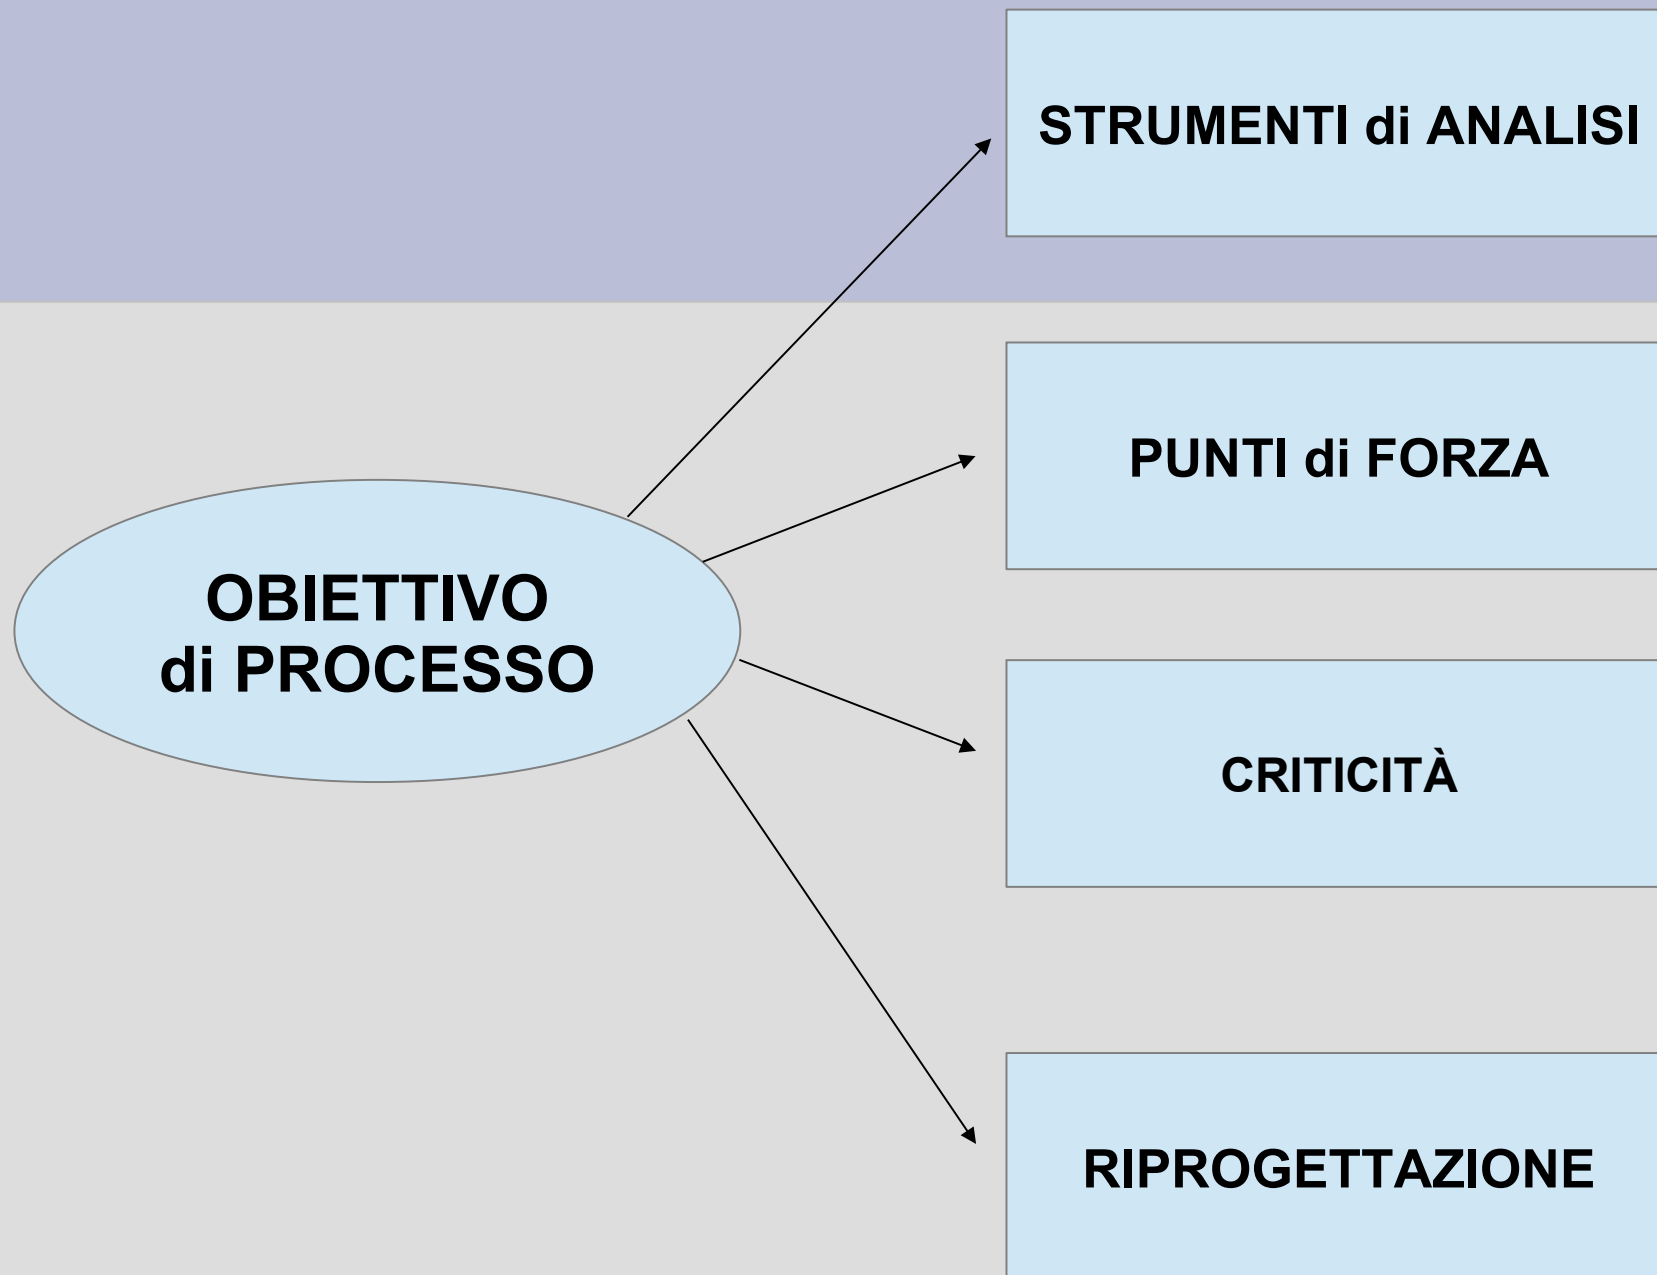 STRUMENTI di ANALISI
PUNTI di FORZA
OBIETTIVO
di PROCESSO
CRITICITÀ
RIPROGETTAZIONE